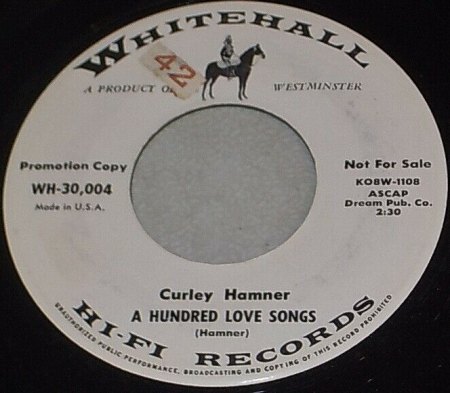 WHITEHALL
42
A PRODUCT O
WESTMINSTER
Promotion Copy
WH-30,004
Made in U.S.A.
Not For Sale
KO8W-1108
ASCAP
Dream Pub. Co.
2:30
Curley Hamner
A HUNDRED LOVE SONGS
(Hamner)
HI-FI RECORDS
UNAUTHORIZED PUBLIC PERFORMANCE, BROADCASTING AND COPYING OF THIS RECORD PROHIBITED